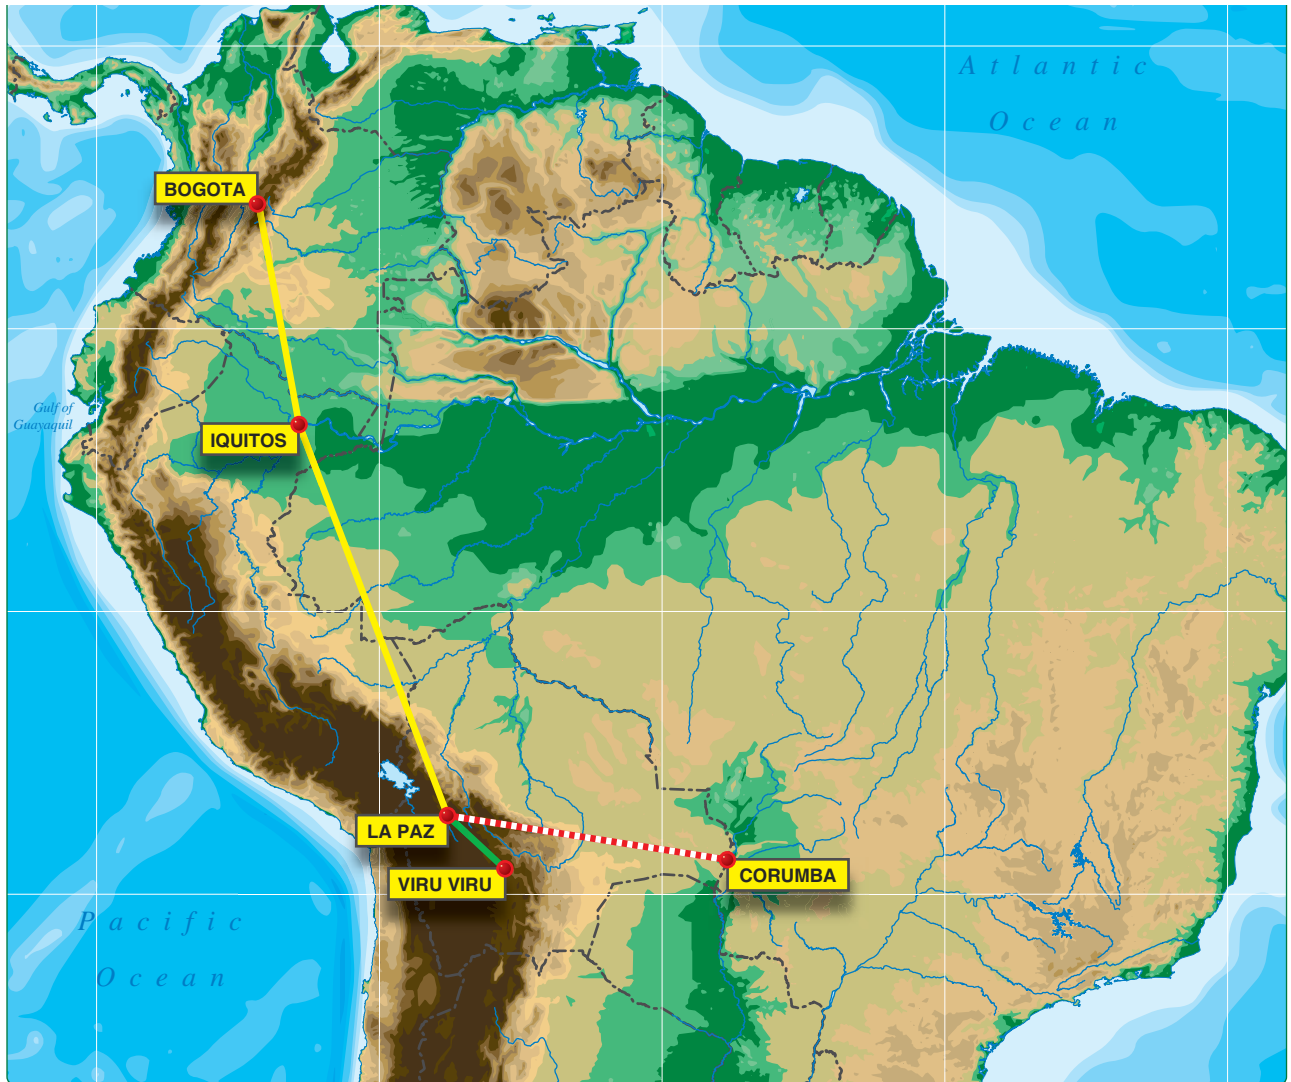 Atlantic
Ocean
BOGOTA
Gulf of
Guayaquil
IQUITOS
LA PAZ
VIRU VIRU
CORUMBA
Pacific
Ocean